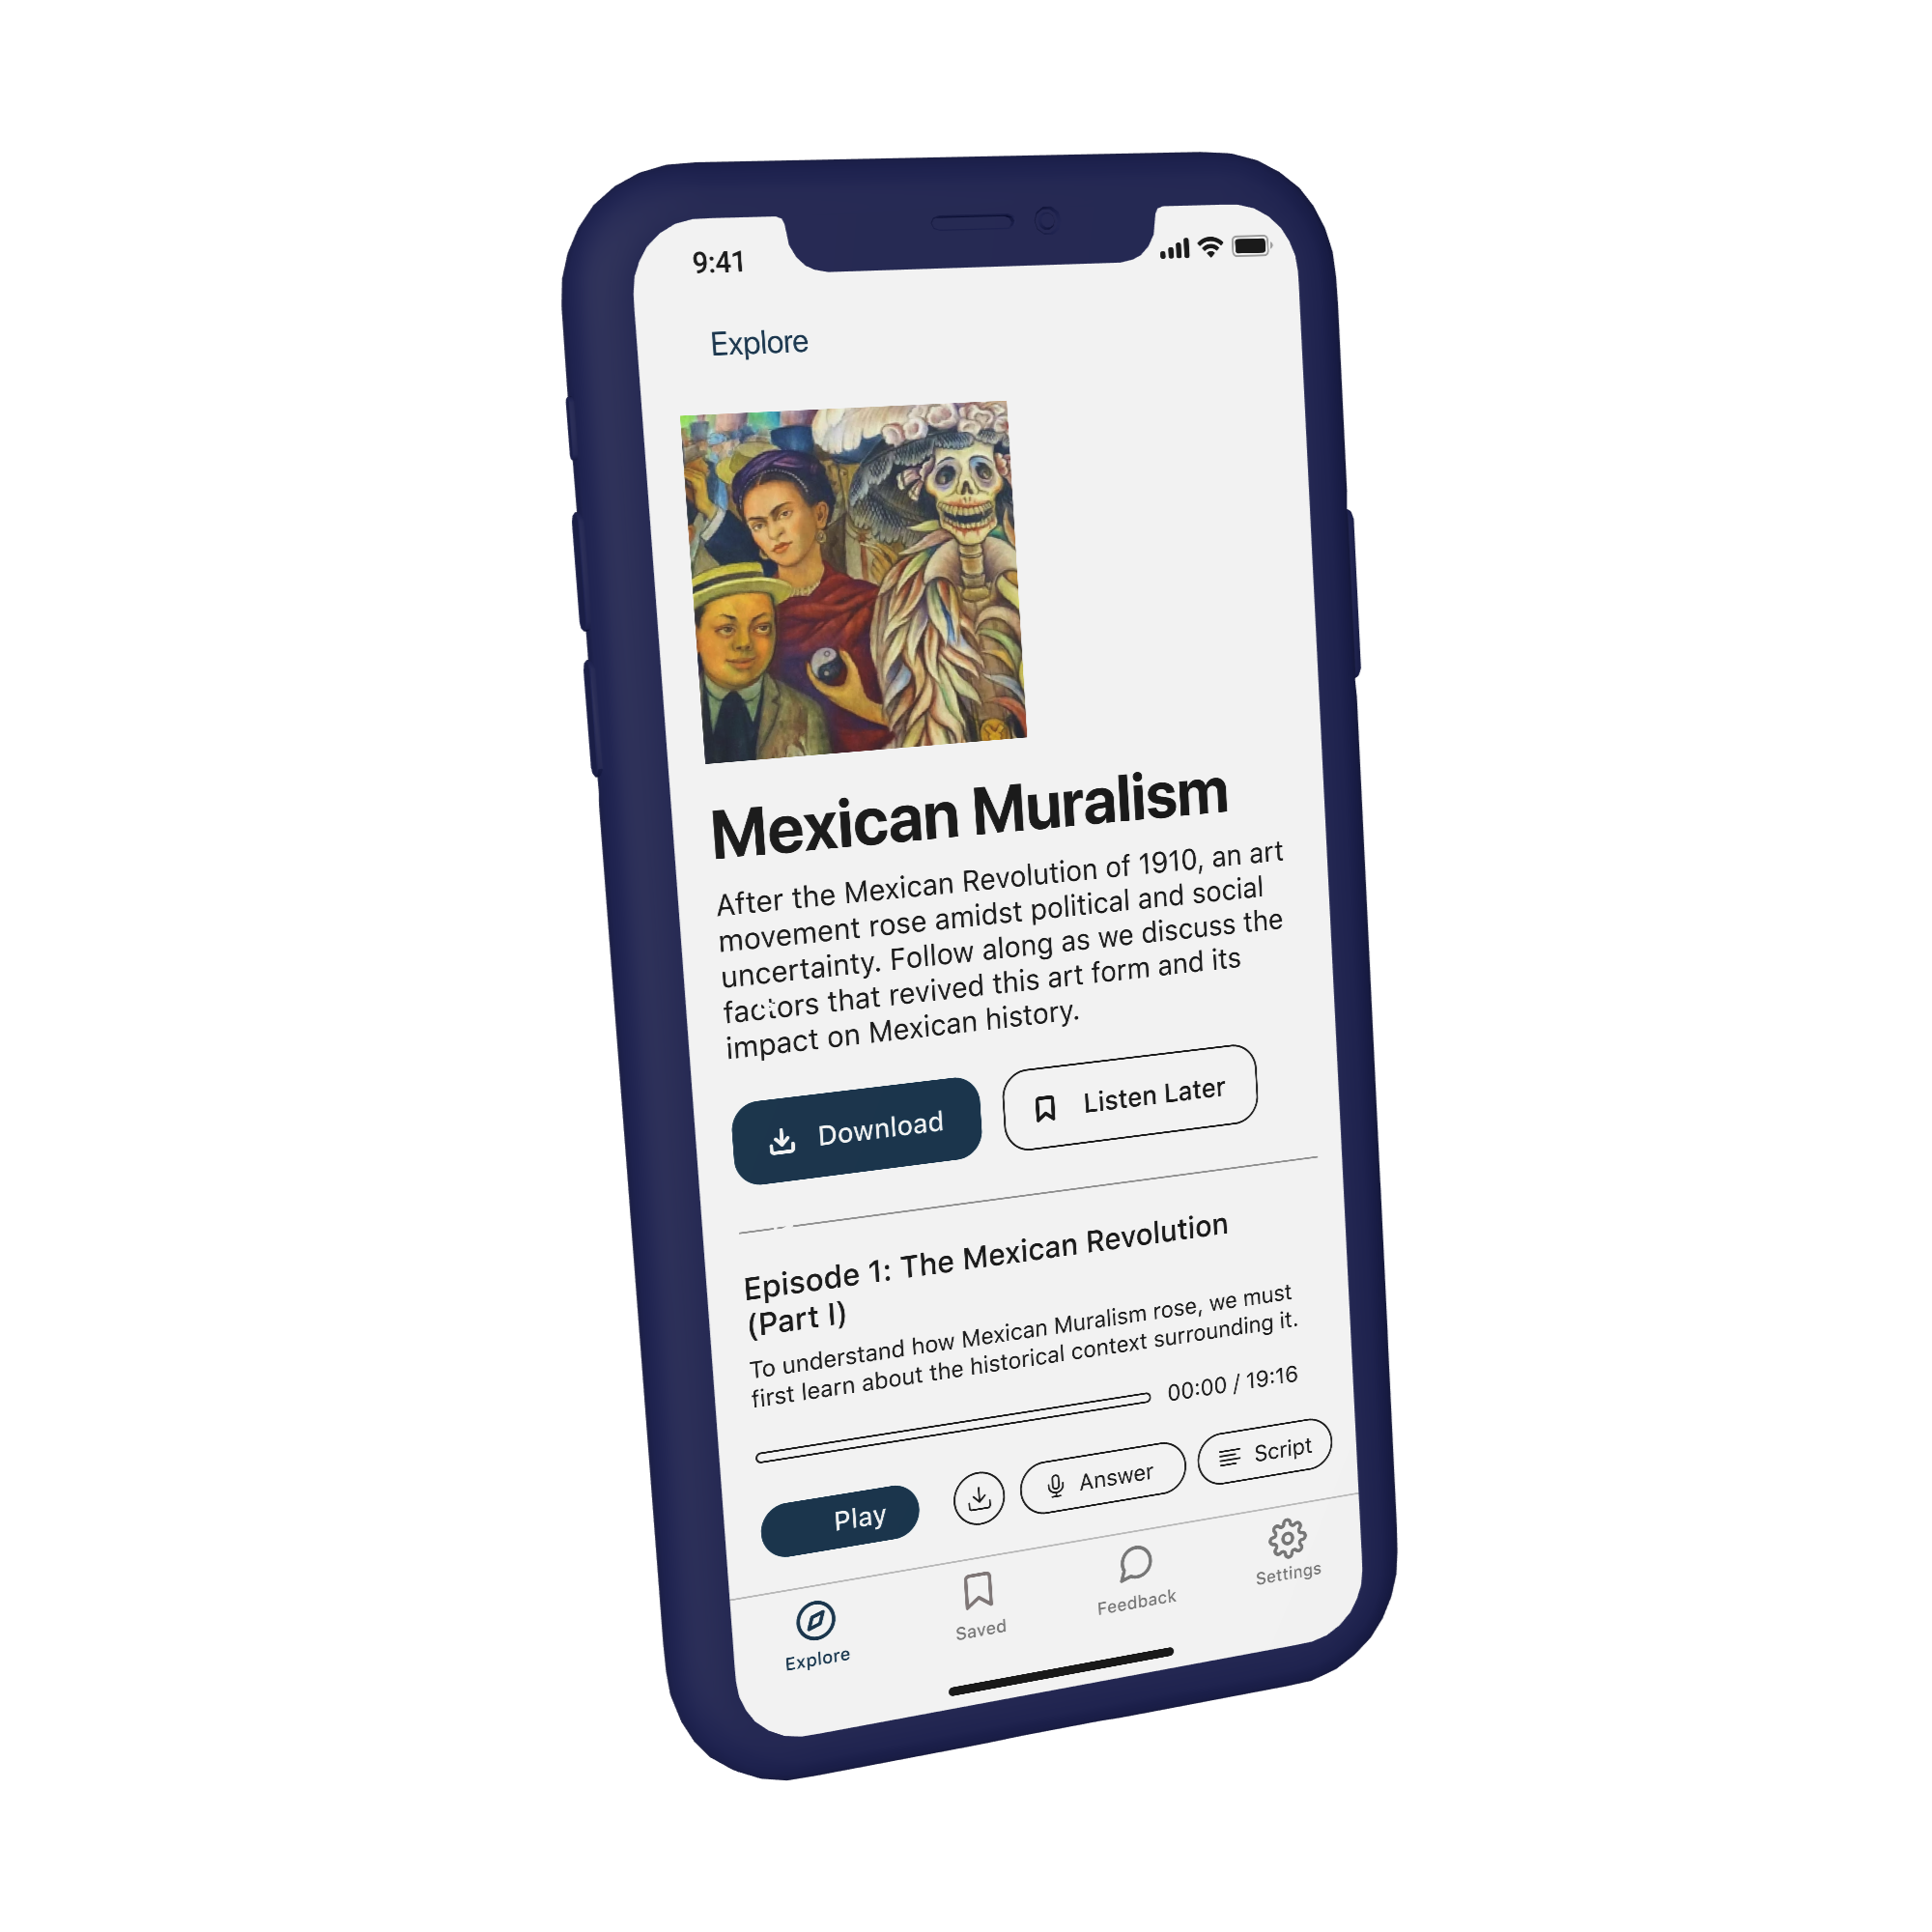 9:41
Explore
Mexican Muralism
After the Mexican Revolution of 1910, an art
movement rose amidst political and social
uncertainty. Follow along as we discuss the
factors that revived this art form and its
impact on Mexican history.
Download
Listen Later
Episode 1: The Mexican Revolution
(Part I)
To understand how Mexican Muralism rose, we must
first learn about the historical context surrounding it.
00:00 / 19:16
Play
Answer
Script
Explore
Saved
Feedback
Settings